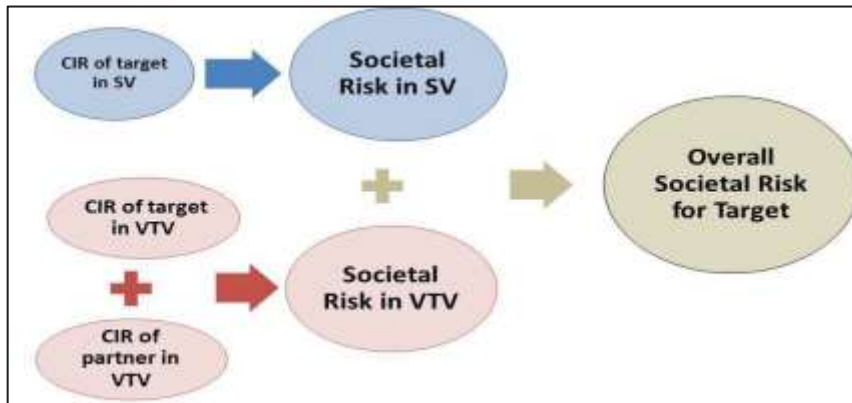 CIR of target
in SV
Societal
Risk in SV
Overall
Societal Risk
for Target
CIR of target
in VTV
Societal
Risk in VTV
CIR of
partner in
VTV